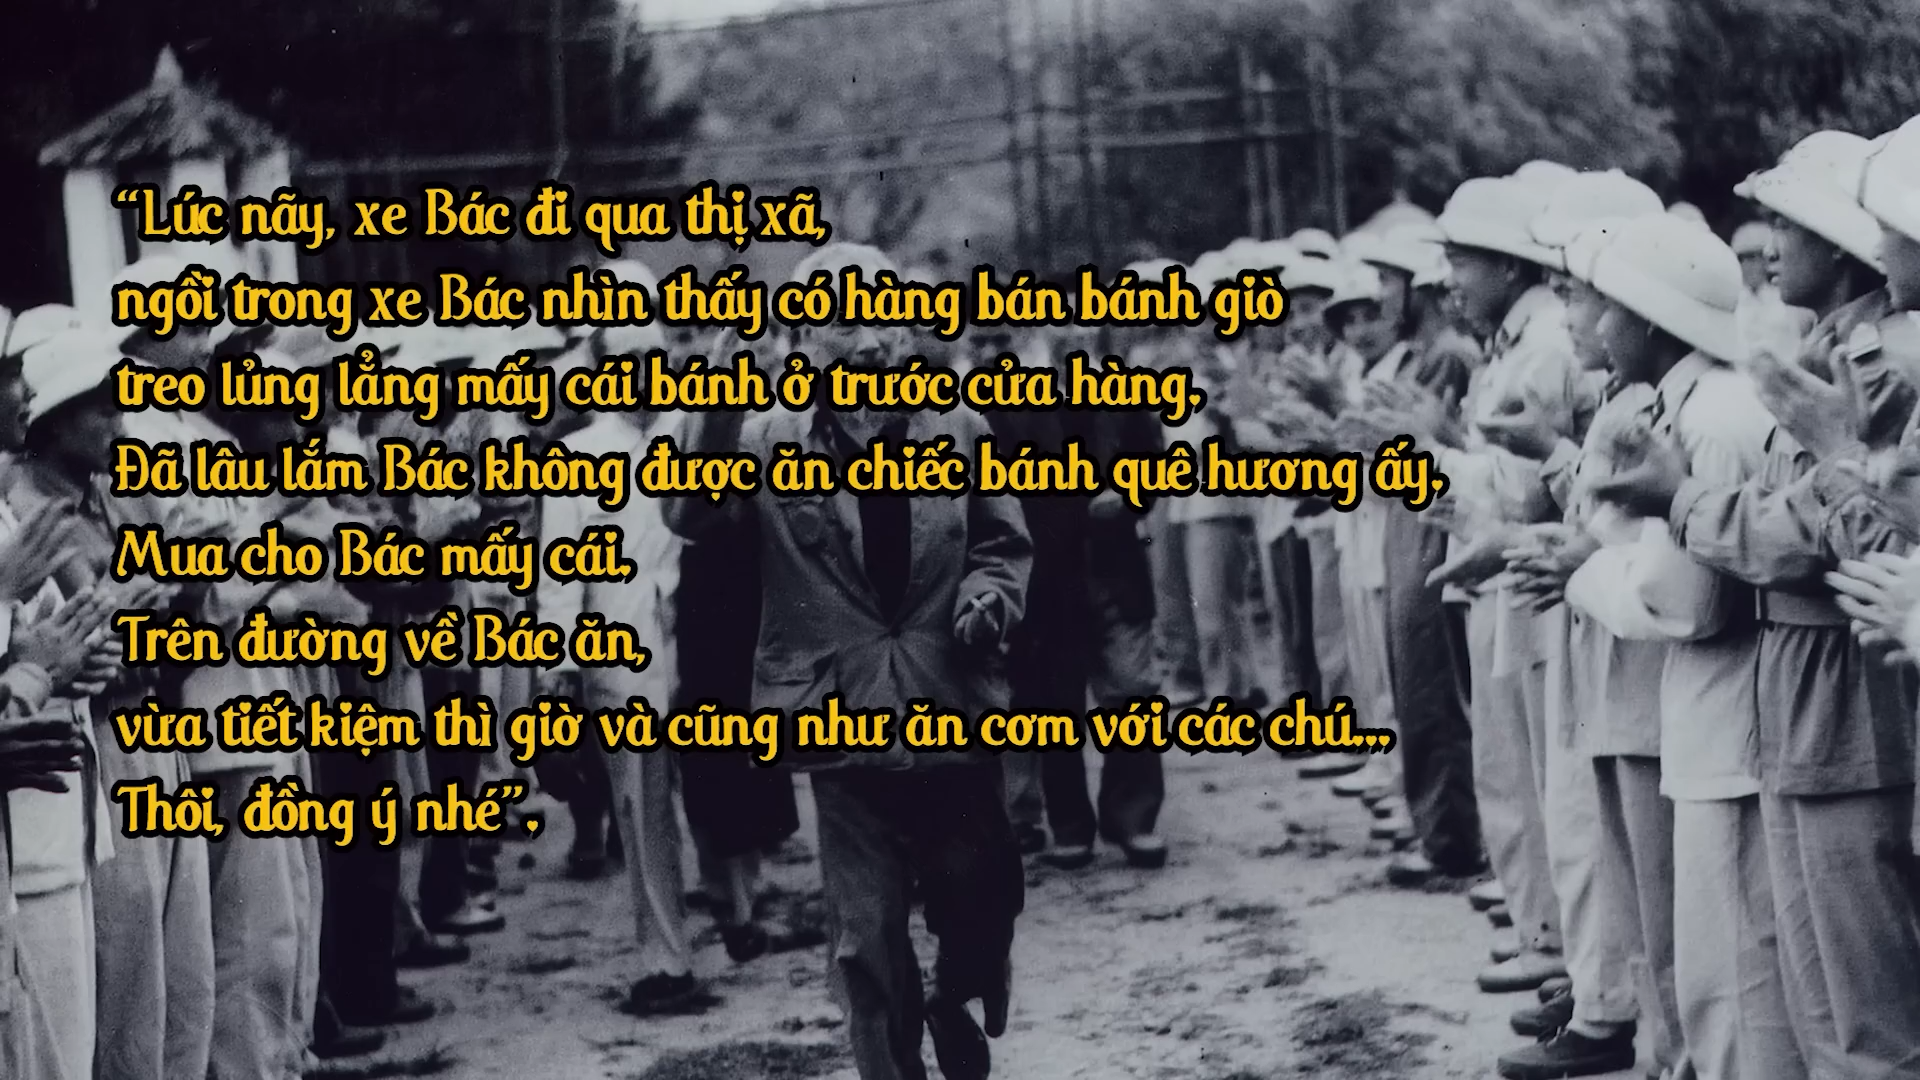 “Lúc nãy, xe Bác đi qua thị xã,
ngồi trong xe Bác nhìn thấy có hàng bán bánh giò
treo lủng lẳng mấy cái bánh ở trước cửa hàng.
Đã lâu lắm Bác không được ăn chiếc bánh quê hương ấy.
Mua cho Bác mấy cái.
Trên đường về Bác ăn,
vừa tiết kiệm thì giờ và cũng như ăn cơm với các chú...
Thôi, đồng ý nhé”.